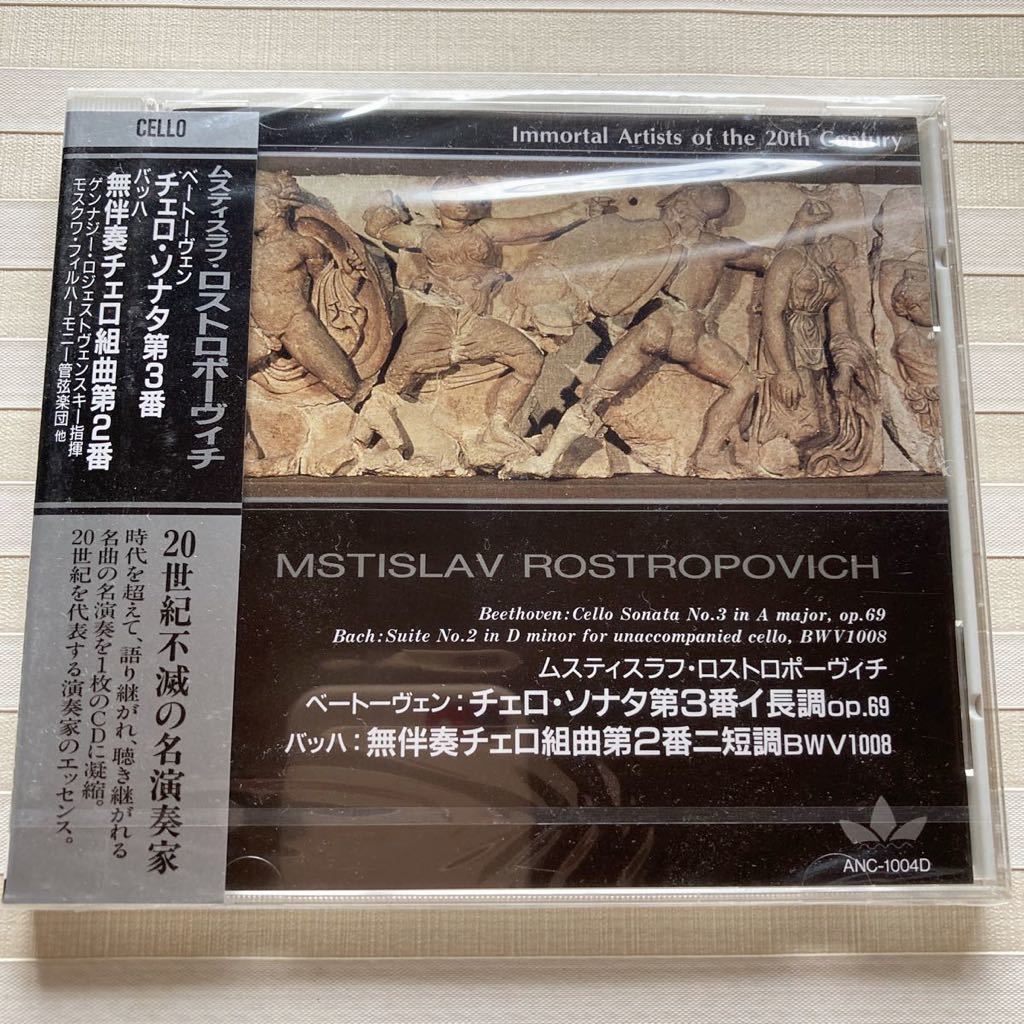 CELLO
ムスティスラフ・ロストロポーヴィチ
ベートーヴェン
チェロ・ソナタ第3番
バッハ
無伴奏チェロ組曲第2番
ゲンナジー・ロジェストヴェンスキー指揮
モスクワ・フィルハーモニー管弦楽団 他
20世紀不滅の名演奏家
時代を超えて、語り継がれ、聴き継がれる
名曲の名演奏を1枚のCDに凝縮。
20世紀を代表する演奏家のエッセンス。
Immortal Artists of the 20th Century
MSTISLAV ROSTROPOVICH
Beethoven: Cello Sonata No.3 in A major, op.69
Bach: Suite No.2 in D minor for unaccompanied cello, BWV1008
ムスティスラフ・ロストロポーヴィチ
ベートーヴェン：チェロ・ソナタ第3番イ長調op.69
バッハ：無伴奏チェロ組曲第2番ニ短調BWV1008
ANC-1004D